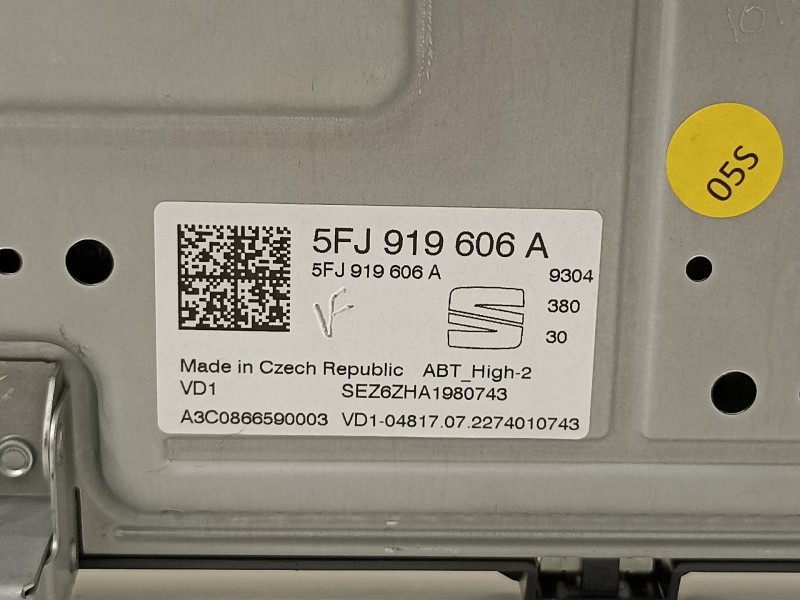 05S
5FJ 919 606 A
5FJ 919 606 A
9304
380
30
Made in Czech Republic ABT_High-2
VD1 SEZ6ZHA1980743
A3C0866590003 VD1-04817.07.2274010743